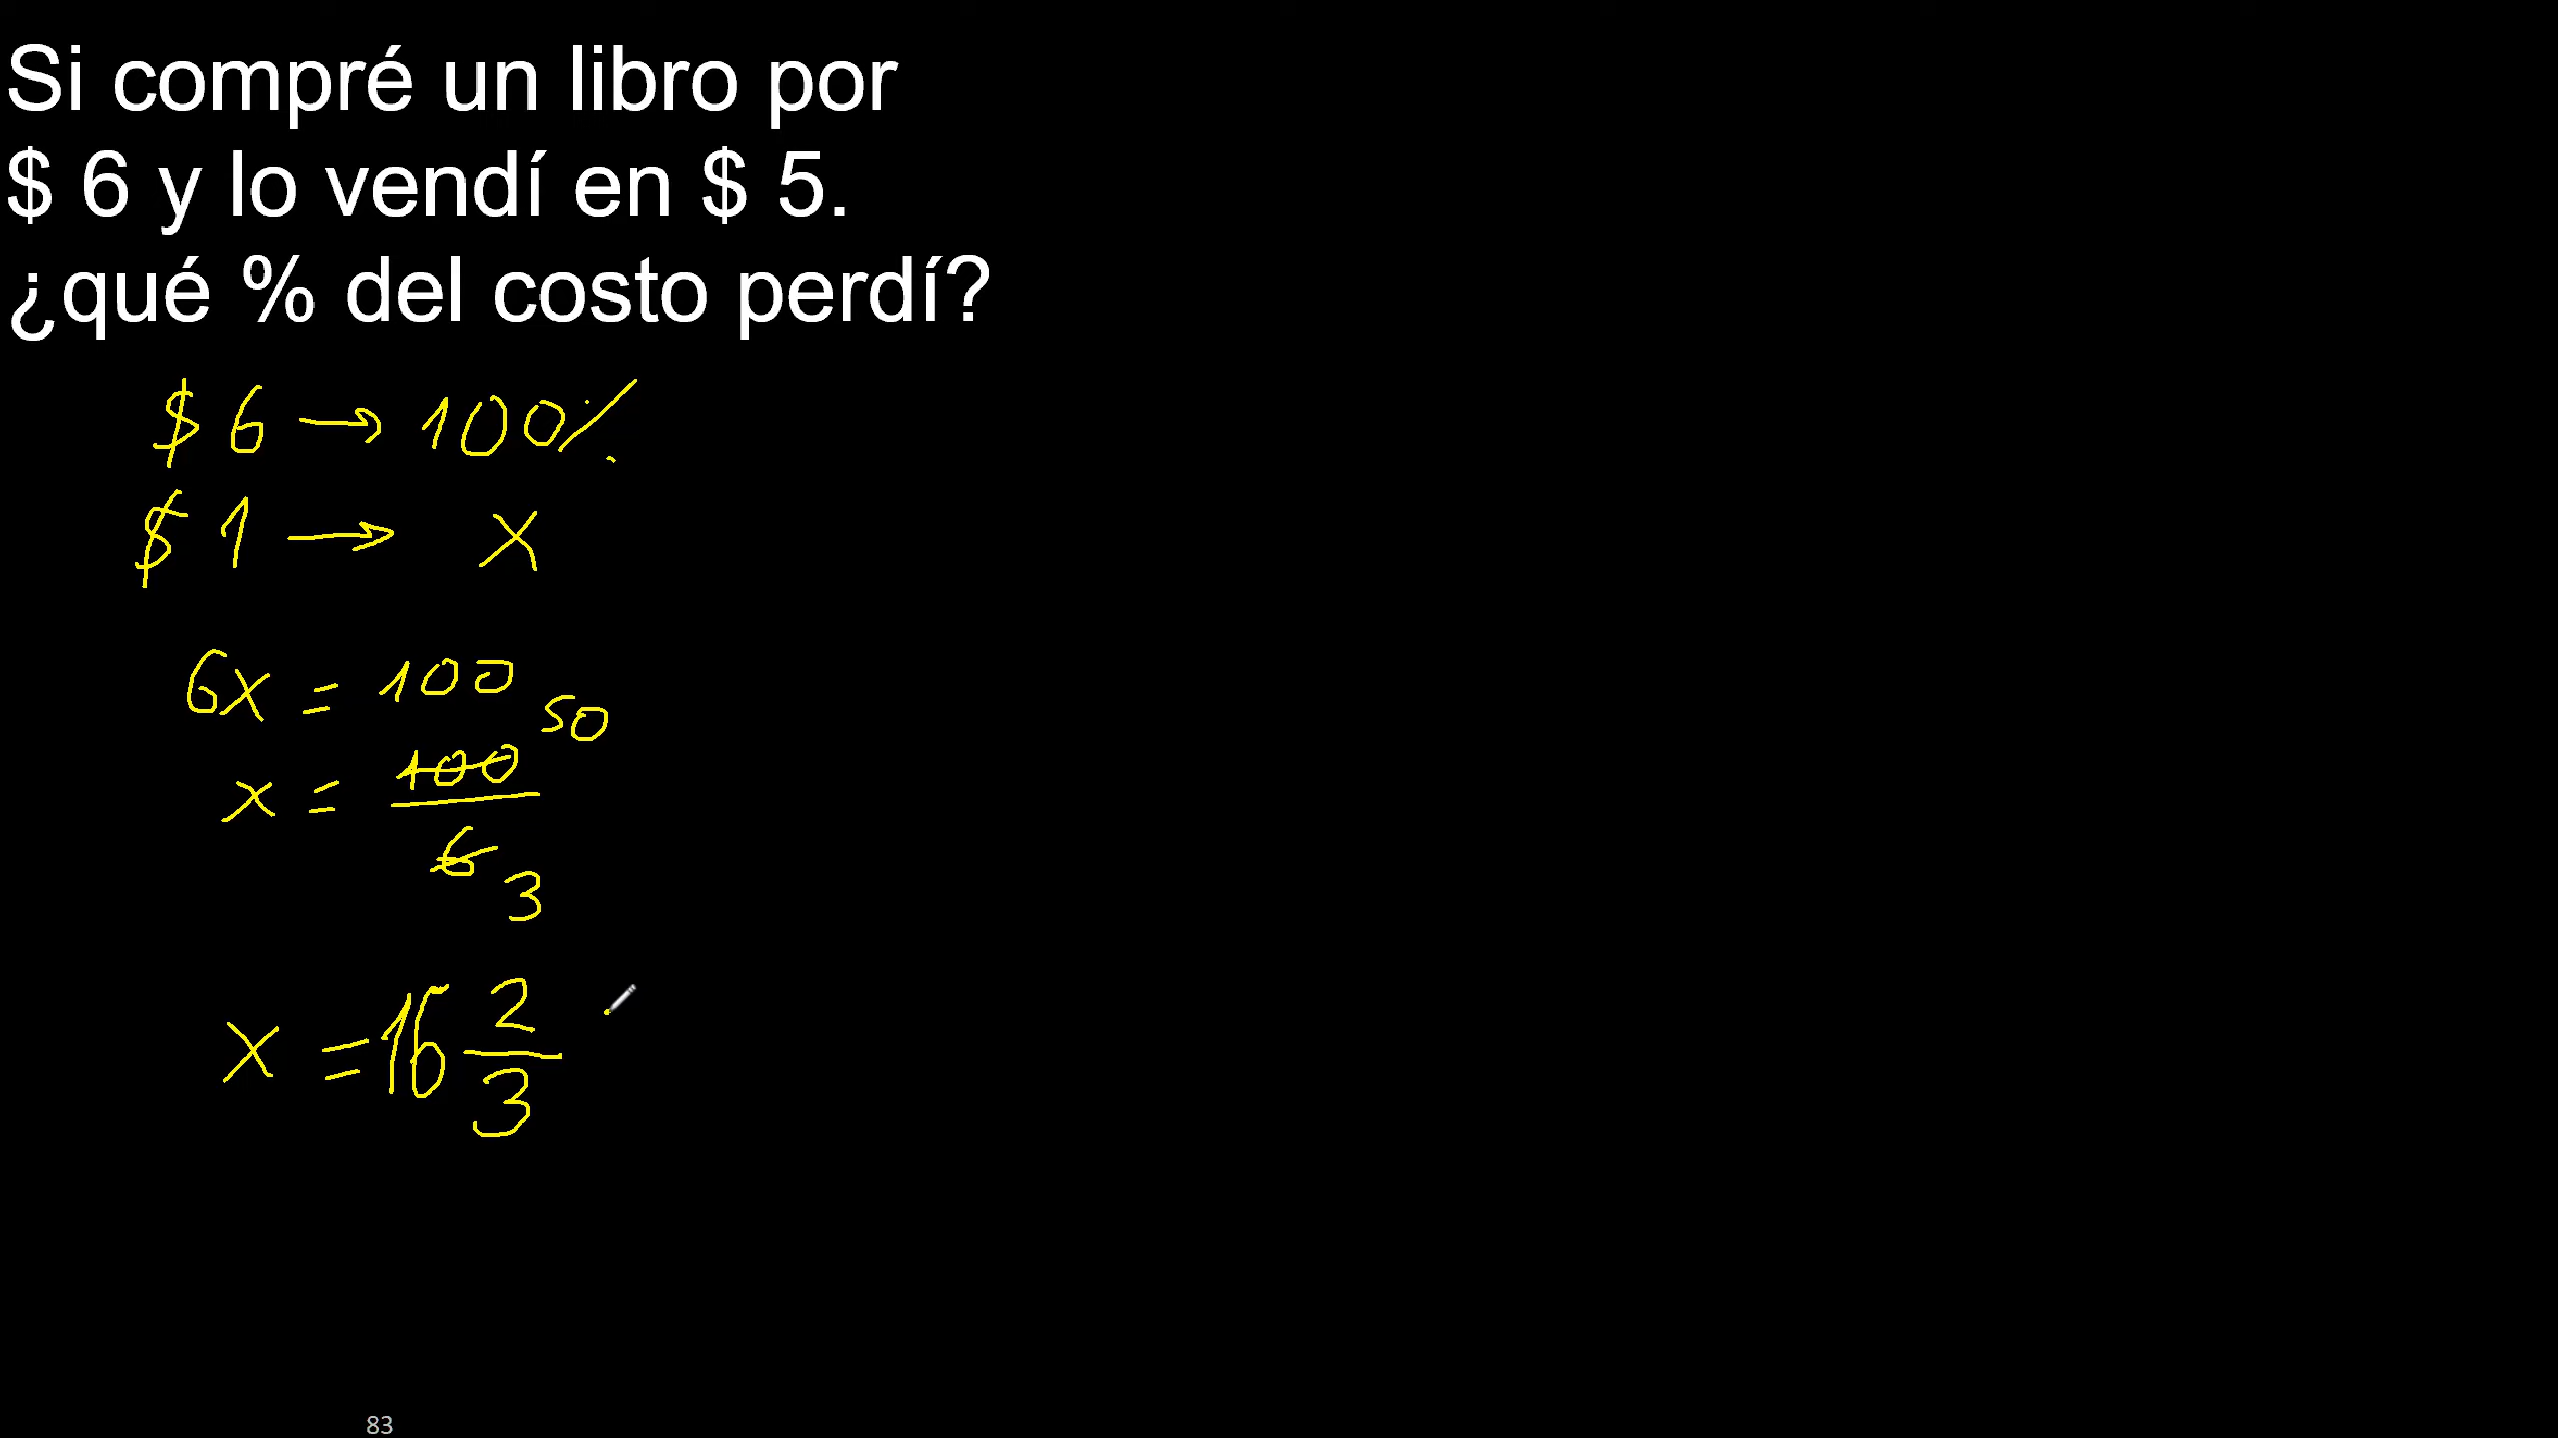 Si compré un libro por
$ 6 y lo vendí en $ 5.
¿qué % del costo perdí?
$ 6 → 100%
$ 1 → x
6x = 100
50
x = 100/6
3
x = 16 2/3
83